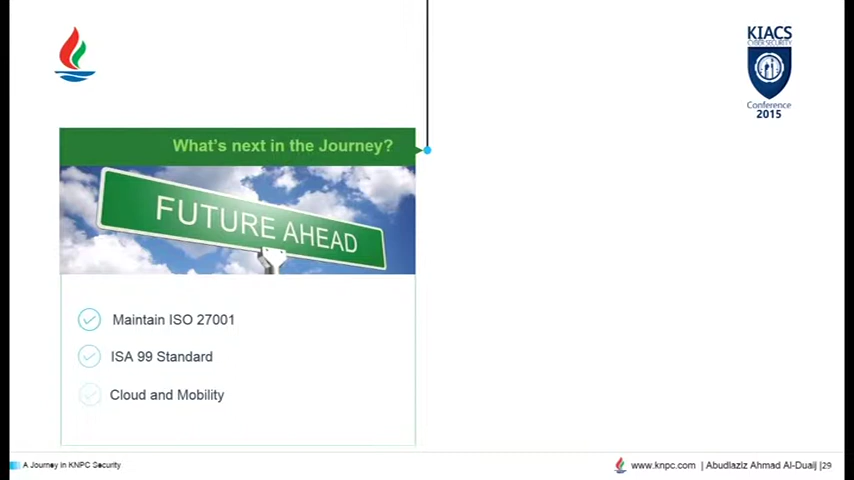 KIACS
CYBER SECURITY
Conference
2015
What's next in the Journey?
FUTURE AHEAD
Maintain ISO 27001
ISA 99 Standard
Cloud and Mobility
A Journey in KNPC Security
www.knpc.com | Abudlaziz Ahmad Al-Duaij |29